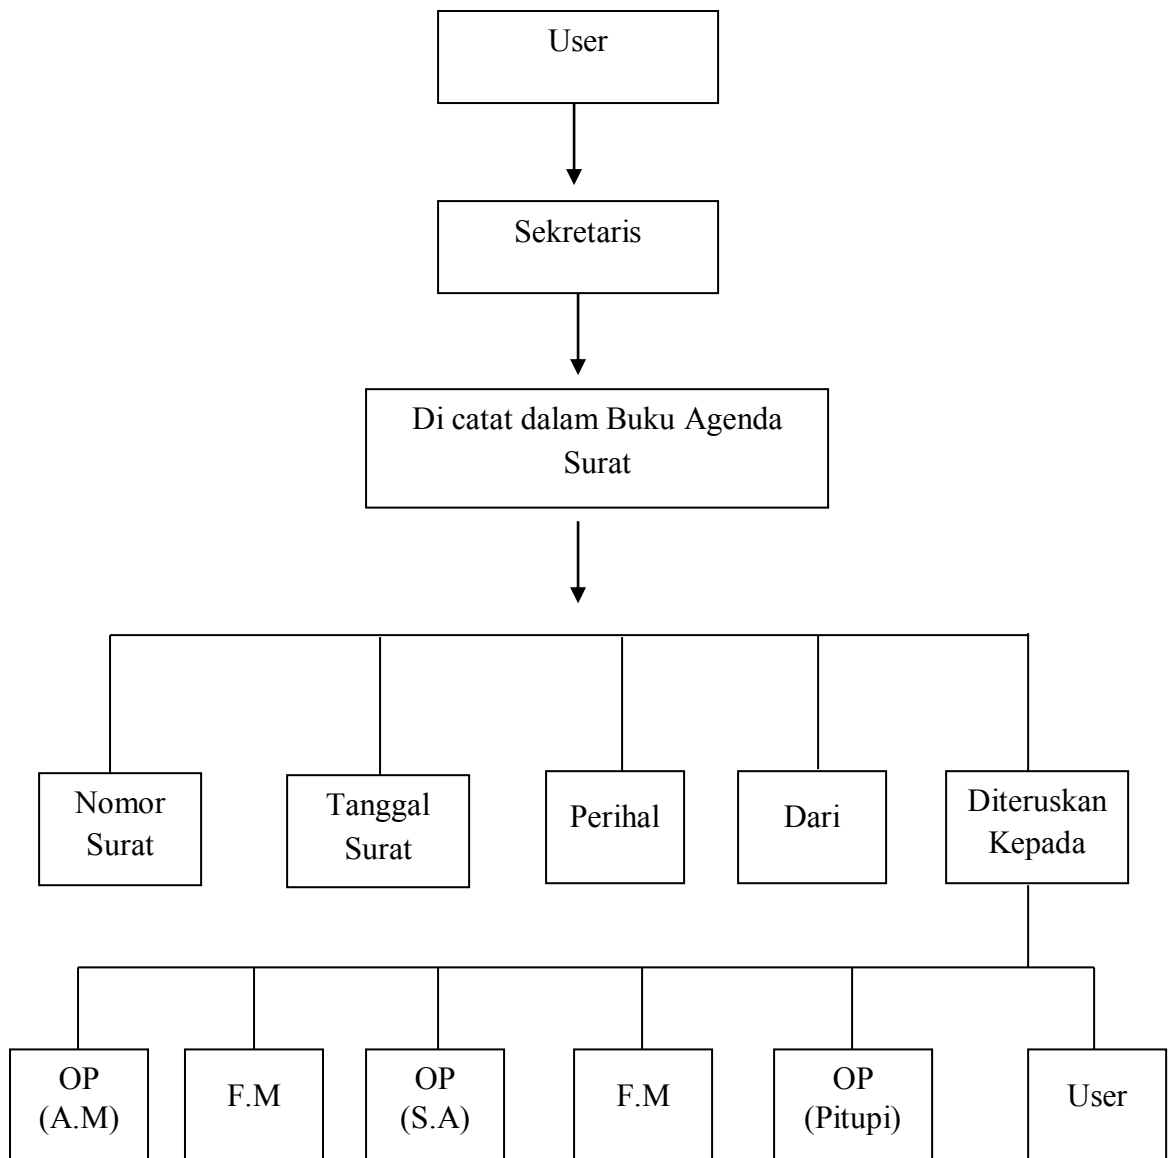 User
Sekretaris
Di catat dalam Buku Agenda
Surat
Nomor
Surat
Tanggal
Surat
Perihal
Dari
Diteruskan
Kepada
OP
(A.M)
F.M
OP
(S.A)
F.M
OP
(Pitupi)
User